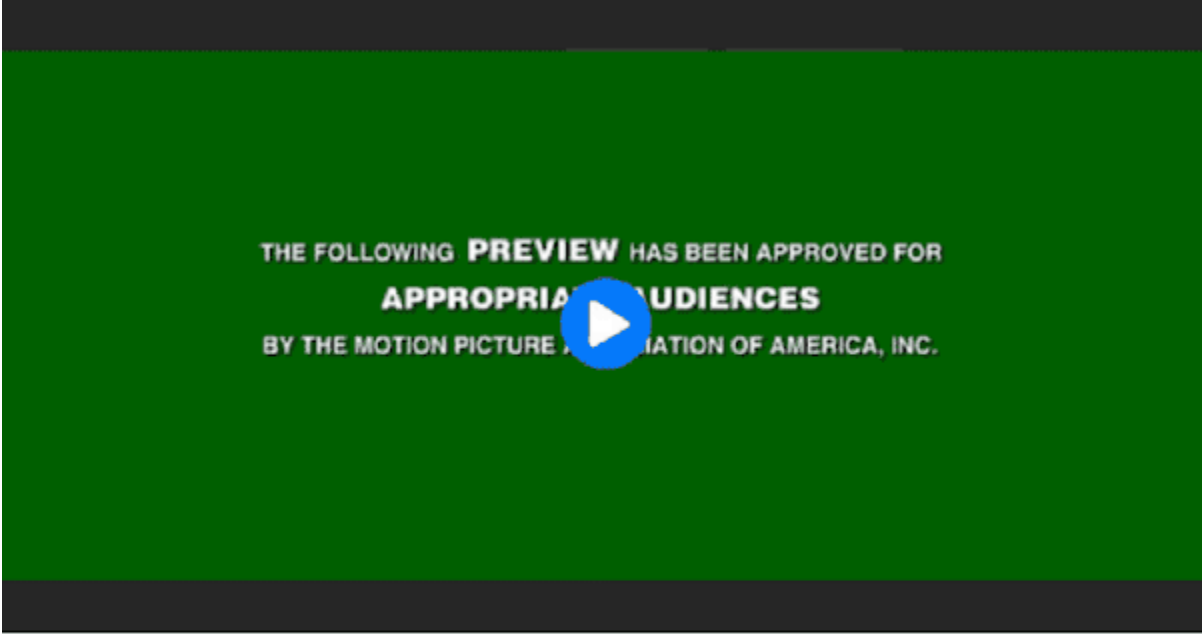 THE FOLLOWING PREVIEW HAS BEEN APPROVED FOR
BY THE MOTION PICTURE OF AMERICA, INC.